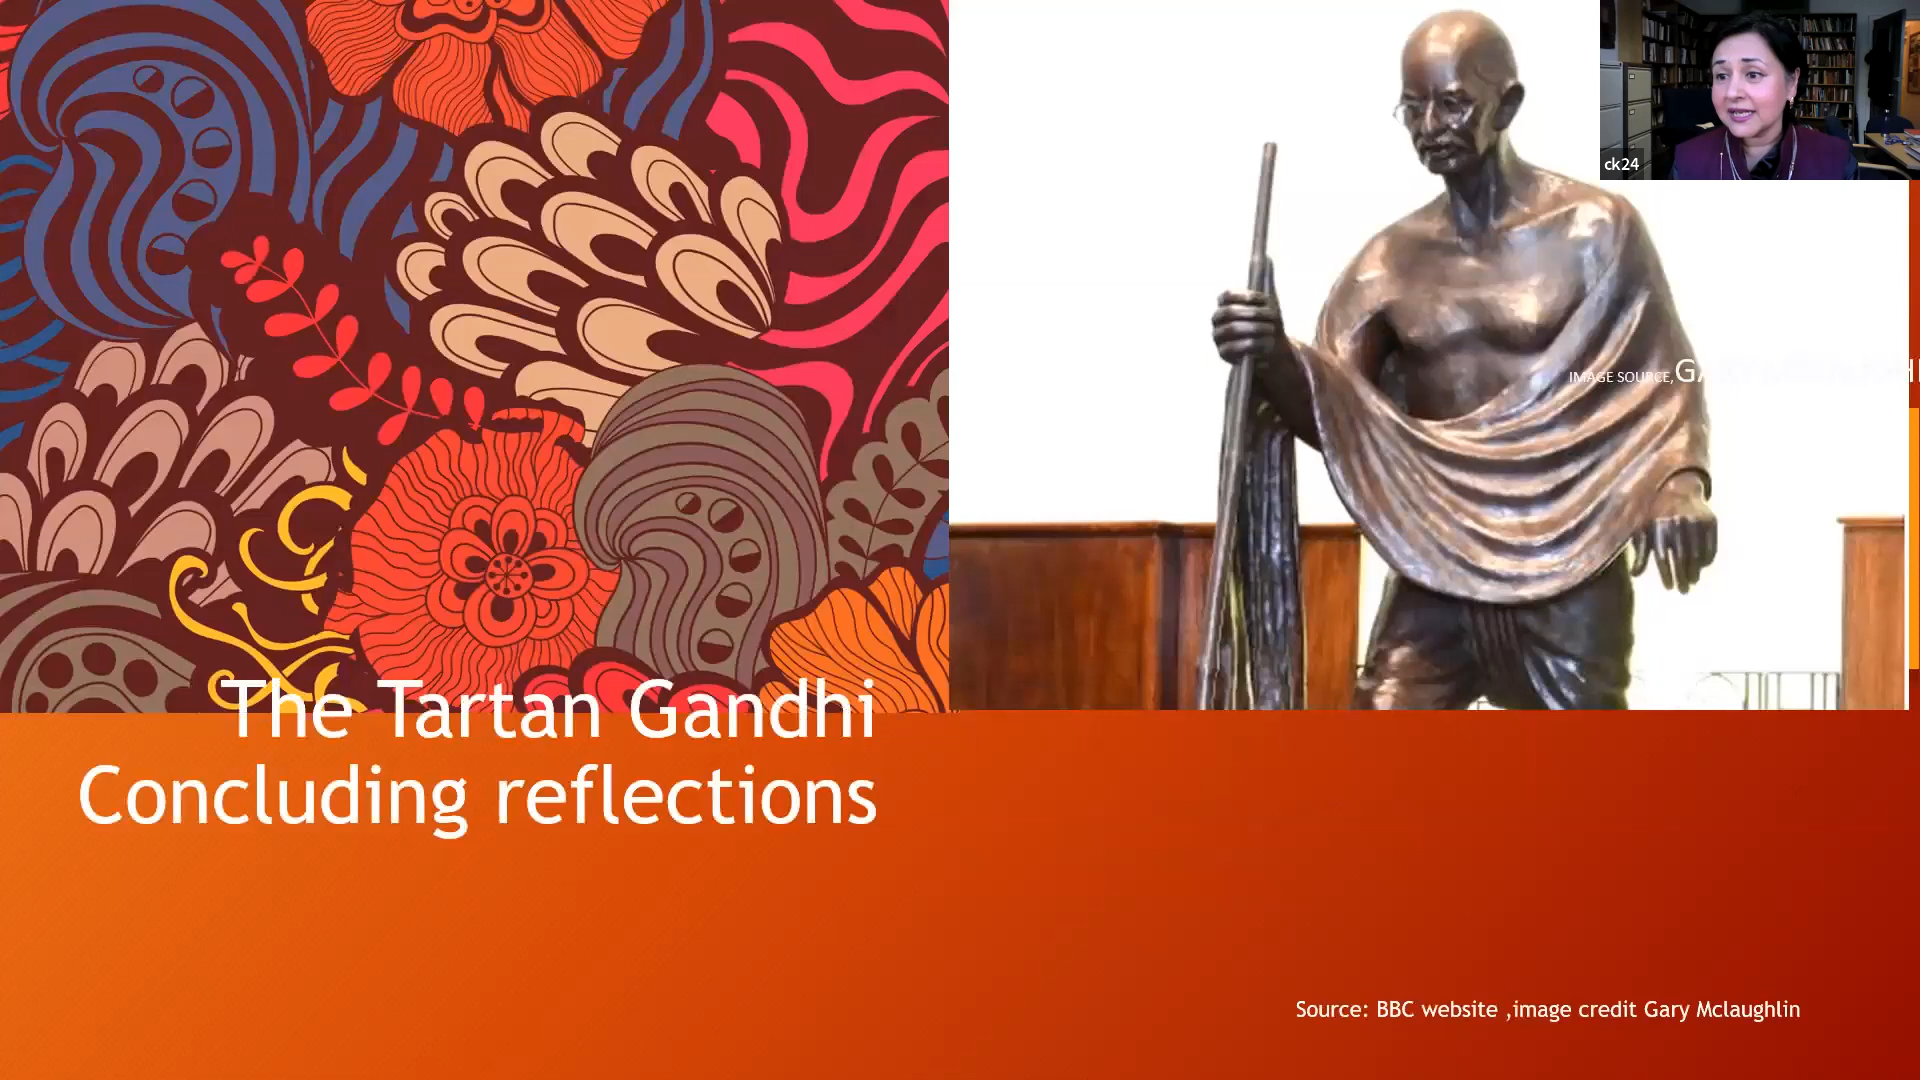 ck24
IMAGE SOURCE,
The Tartan Gandhi
Concluding reflections
Source: BBC website ,image credit Gary Mclaughlin